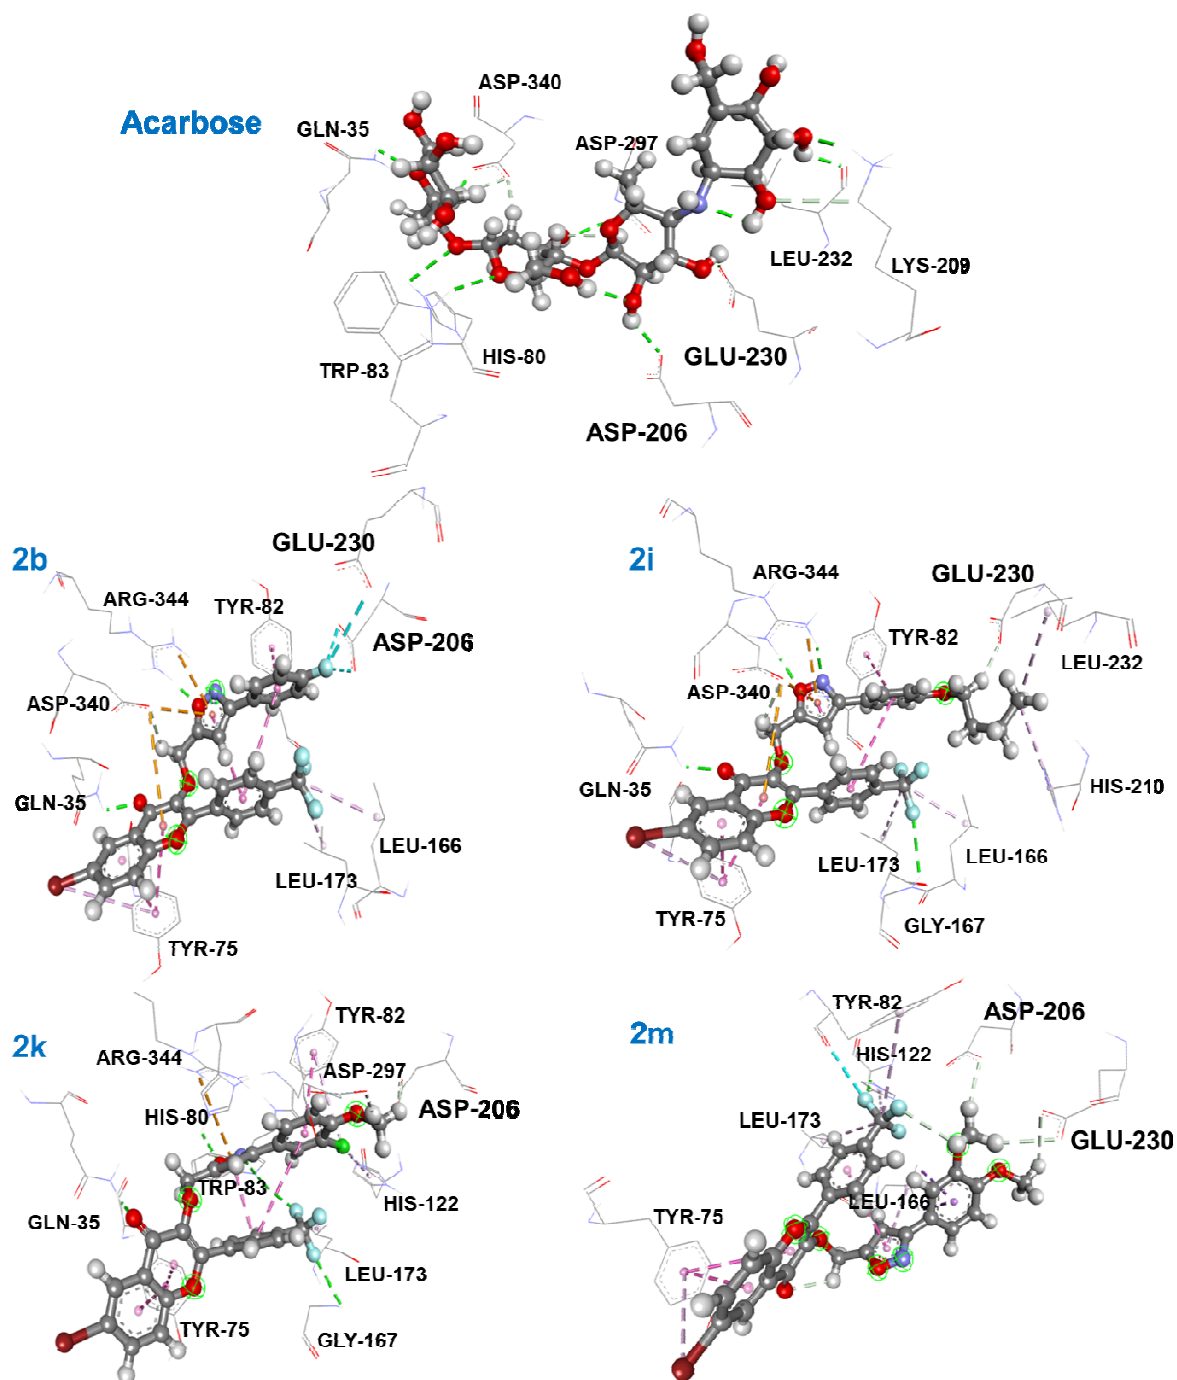 ASP-340
Acarbose
GLN-35
ASP-297
LEU-232
LYS-209
HIS-80
GLU-230
TRP-83
ASP-206
2b
GLU-230
ARG-344
TYR-82
ASP-206
ASP-340
GLN-35
LEU-166
LEU-173
TYR-75
2i
ARG-344
GLU-230
TYR-82
LEU-232
ASP-340
GLN-35
HIS-210
LEU-173
LEU-166
TYR-75
GLY-167
2k
TYR-82
ARG-344
ASP-297
HIS-80
ASP-206
TRP-83
HIS-122
GLN-35
LEU-173
TYR-75
GLY-167
TYR-82
2m
ASP-206
HIS-122
LEU-173
GLU-230
LEU-166
TYR-75